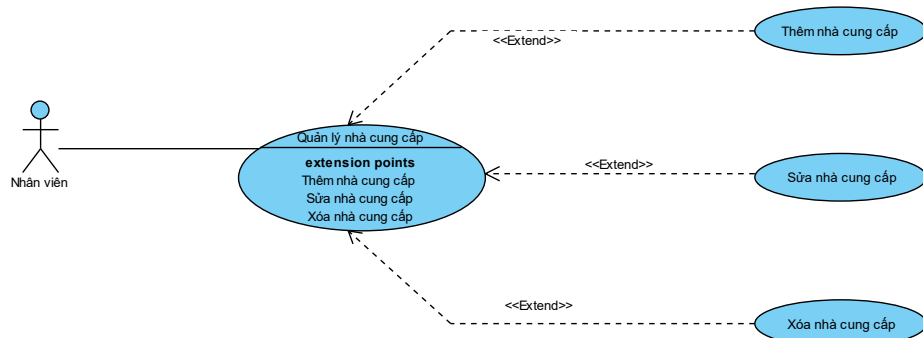 Thêm nhà cung cấp
<<Extend>>
Quản lý nhà cung cấp
extension points
Thêm nhà cung cấp
Sửa nhà cung cấp
Xóa nhà cung cấp
Nhân viên
<<Extend>>
Sửa nhà cung cấp
<<Extend>>
Xóa nhà cung cấp